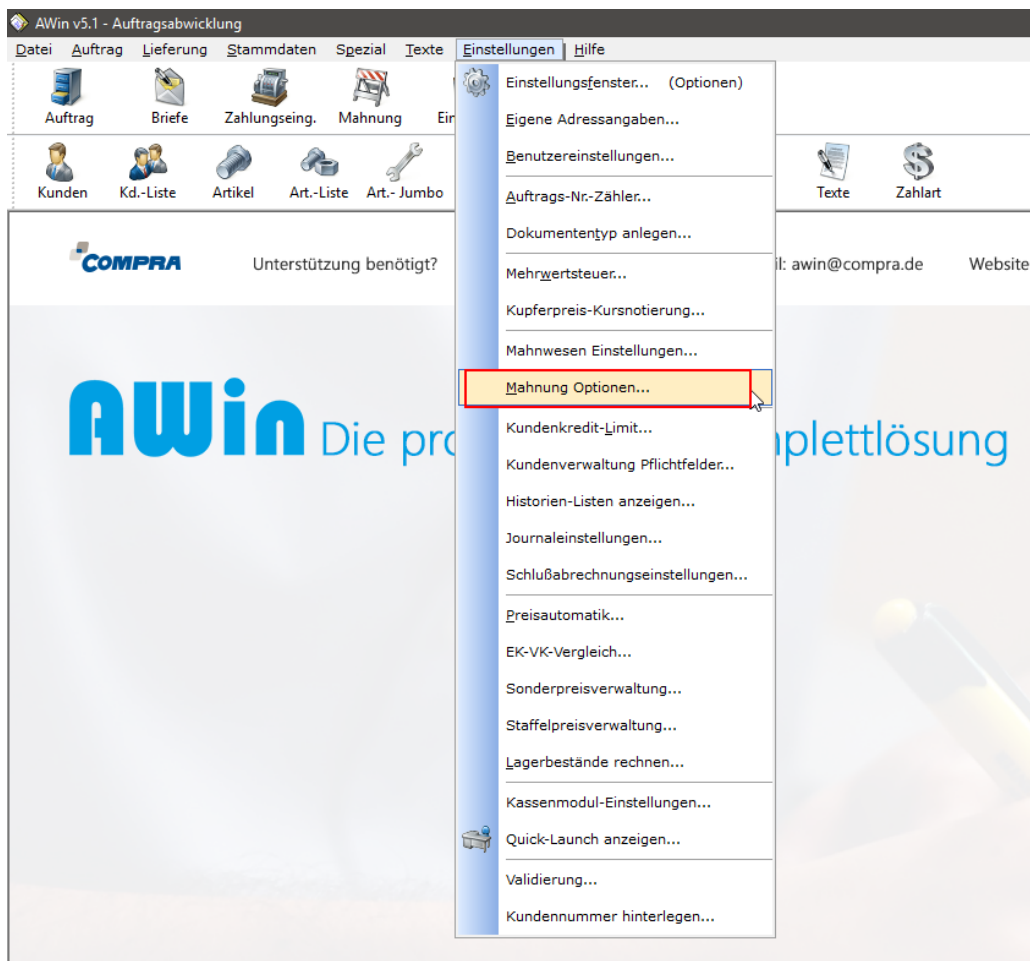 AWin v5.1 - Auftragsabwicklung
Datei Auftrag Lieferung Stammdaten Spezial Texte Einstellungen Hilfe
Auftrag Briefe Zahlungseing. Mahnung
Kunden Kd.-Liste Artikel Art.-Liste Art.- Jumbo Texte Zahlart
COMPRA Unterstützung benötigt? il: awin@compra.de Website
AWin Die pro mplettlösung
Einstellungsfenster... (Optionen)
Eigene Adressangaben...
Benutzereinstellungen...
Auftrags-Nr.-Zähler...
Dokumententyp anlegen...
Mehrwertsteuer...
Kupferpreis-Kursnotierung...
Mahnwesen Einstellungen...
Mahnung Optionen...
Kundenkredit-Limit...
Kundenverwaltung Pflichtfelder...
Historien-Listen anzeigen...
Journaleinstellungen...
Schlußabrechnungseinstellungen...
Preisautomatik...
EK-VK-Vergleich...
Sonderpreisverwaltung...
Staffelpreisverwaltung...
Lagerbestände rechnen...
Kassenmodul-Einstellungen...
Quick-Launch anzeigen...
Validierung...
Kundennummer hinterlegen...